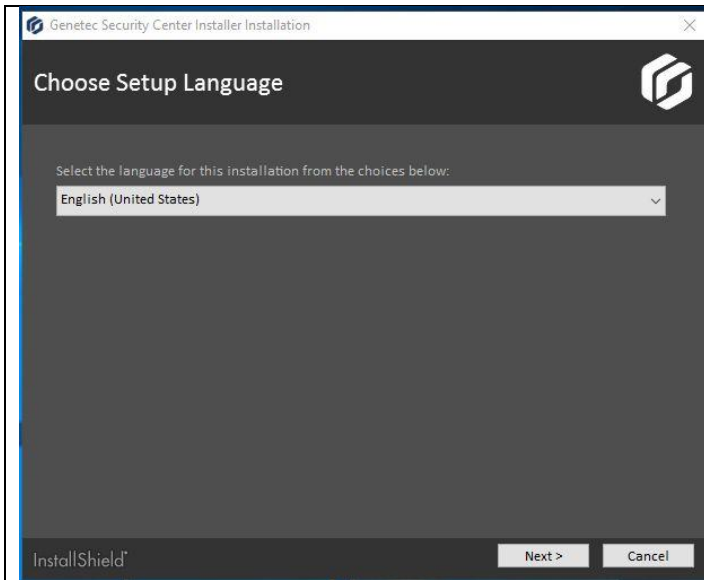 Genetec Security Center Installer Installation
Choose Setup Language
Select the language for this installation from the choices below:
English (United States)
InstallShield
Next >
Cancel